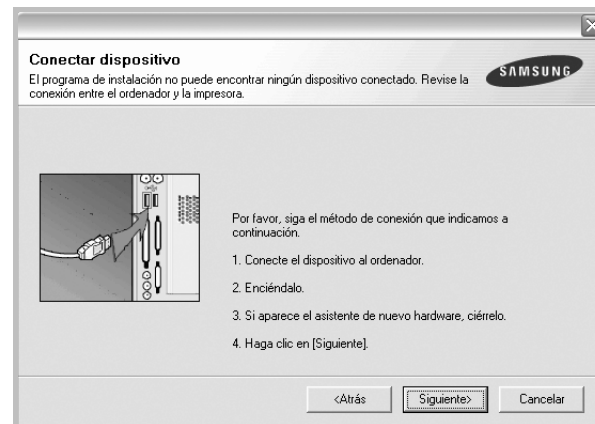 Conectar dispositivo
El programa de instalación no puede encontrar ningún dispositivo conectado. Revise la
conexión entre el ordenador y la impresora.
SAMSUNG
Por favor, siga el método de conexión que indicamos a
continuación.
1. Conecte el dispositivo al ordenador.
2. Enciéndalo.
3. Si aparece el asistente de nuevo hardware, ciérrelo.
4. Haga clic en [Siguiente].
<Atrás
Siguiente>
Cancelar